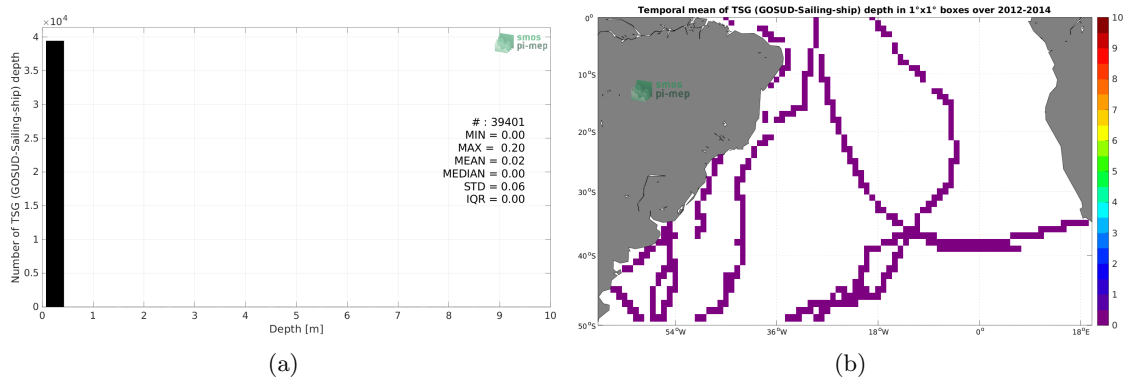 ×10⁴
4
3.5
3
2.5
2
1.5
1
0.5
0
Number of TSG (GOSUD-Sailing-ship) depth
smos
pi-mep
# : 39401
MIN = 0.00
MAX = 0.20
MEAN = 0.02
MEDIAN = 0.00
STD = 0.06
IQR = 0.00
0 1 2 3 4 5 6 7 8 9 10
Depth [m]
(a)
Temporal mean of TSG (GOSUD-Sailing-ship) depth in 1°x1° boxes over 2012-2014
0°
10°S
20°S
30°S
40°S
50°S
smos
pi-mep
54°W 36°W 18°W 0° 18°E
10
9
8
7
6
5
4
3
2
1
0
(b)